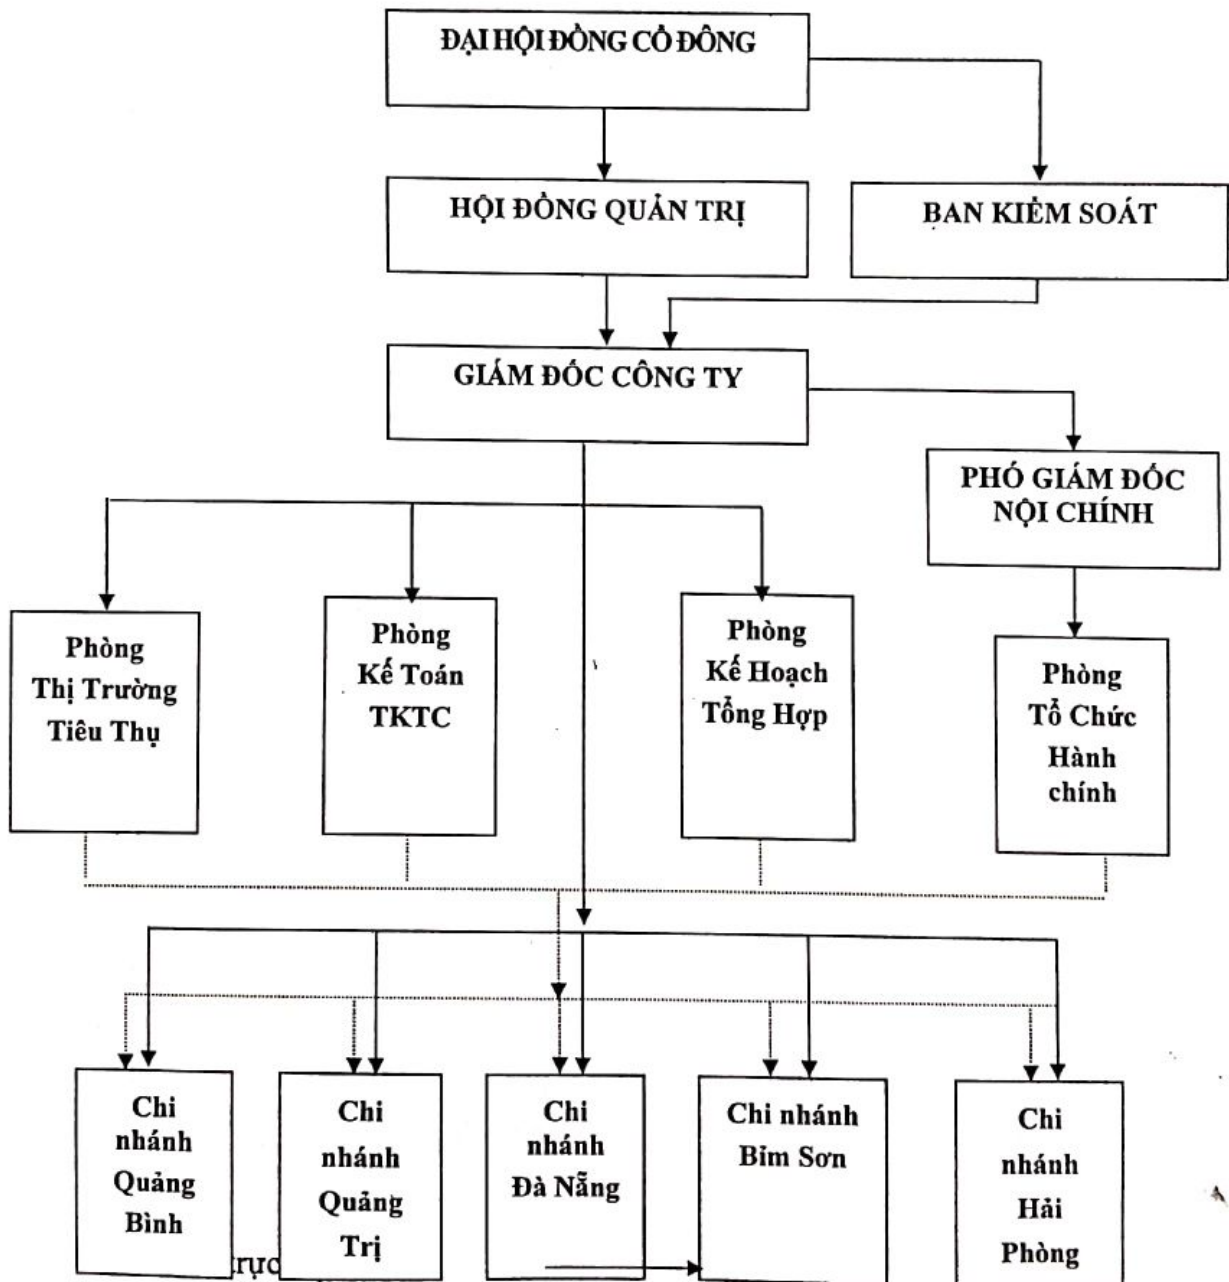 ĐẠI HỘI ĐỒNG CỔ ĐÔNG
HỘI ĐỒNG QUẢN TRỊ
BAN KIỂM SOÁT
GIÁM ĐỐC CÔNG TY
PHÓ GIÁM ĐỐC
NỘI CHÍNH
Phòng
Thị Trường
Tiêu Thụ
Phòng
Kế Toán
TKTC
Phòng
Kế Hoạch
Tổng Hợp
Phòng
Tổ Chức
Hành
chính
Chi
nhánh
Quảng
Bình
Chi
nhánh
Quảng
Trị
Chi
nhánh
Đà Nẵng
Chi nhánh
Bỉm Sơn
Chi
nhánh
Hải
Phòng